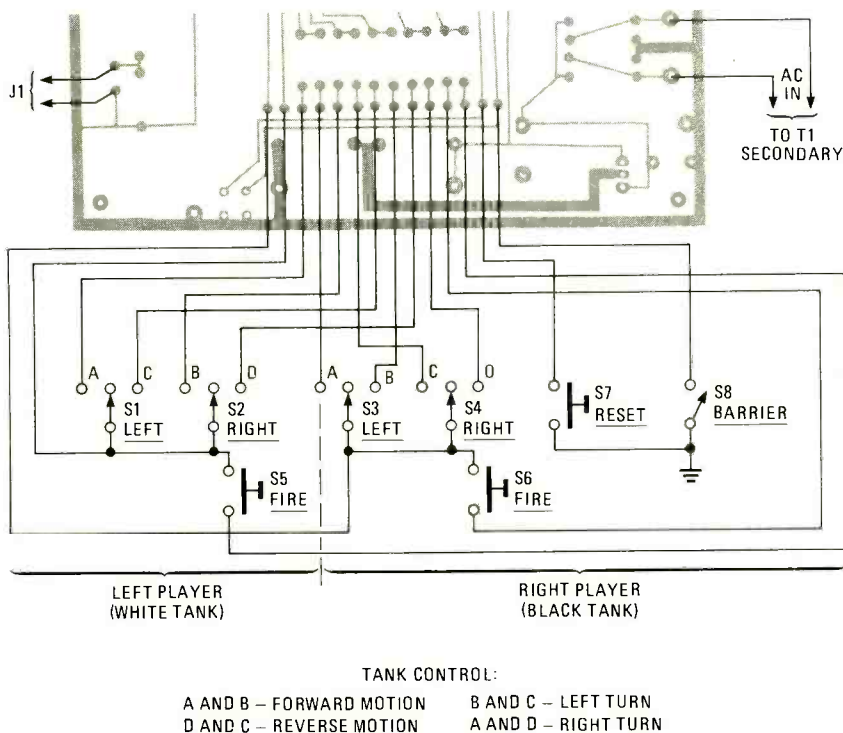 J1
AC
IN
TO T1
SECONDARY
A C B D A B C D
S1
LEFT
S2
RIGHT
S3
LEFT
S4
RIGHT
S7
RESET
S8
BARRIER
S5
FIRE
S6
FIRE
LEFT PLAYER
(WHITE TANK)
RIGHT PLAYER
(BLACK TANK)
TANK CONTROL:
A AND B – FORWARD MOTION B AND C – LEFT TURN
D AND C – REVERSE MOTION A AND D – RIGHT TURN